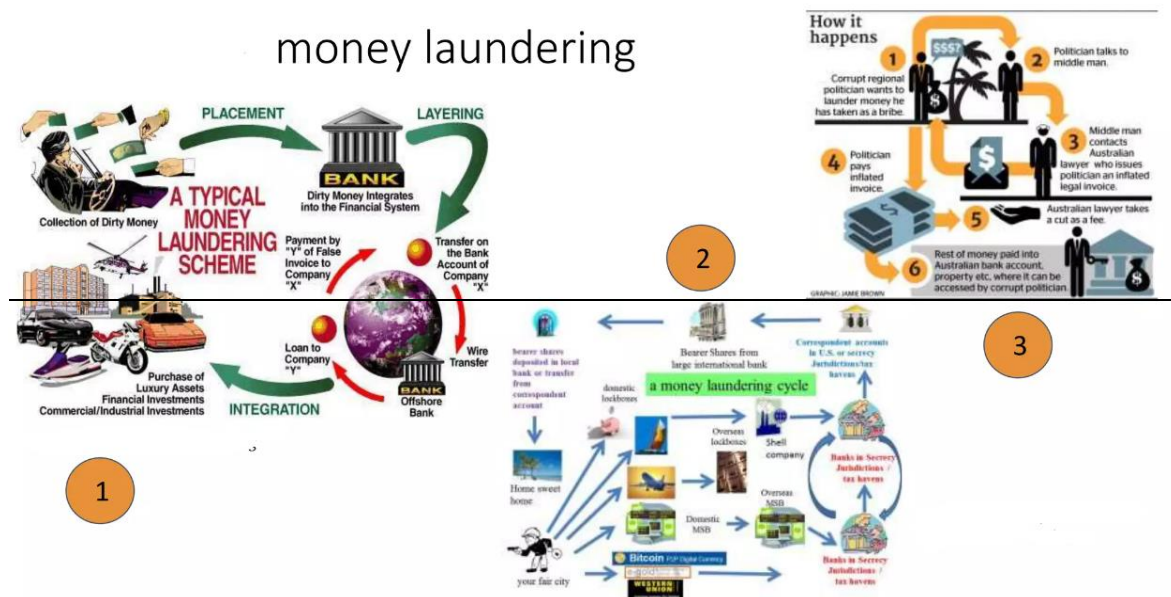 money laundering
PLACEMENT
LAYERING
BANK
Dirty Money Integrates
into the Financial System
Collection of Dirty Money
A TYPICAL
MONEY
LAUNDERING
SCHEME
Payment by
"Y" of False
Invoice to
Company
"X"
Transfer on
the Bank
Account of
Company
"X"
Loan to
Company
"Y"
Wire
Transfer
BANK
Offshore
Bank
INTEGRATION
Purchase of
Luxury Assets
Financial Investments
Commercial/Industrial Investments
1
How it
happens
$$$?
1
Corrupt regional
politician wants to
launder money he
has taken as a bribe.
$
2
Politician talks to
middle man.
3
Middle man
contacts
Australian
lawyer who issues
politician an inflated
legal invoice.
$
4
Politician
pays
inflated
invoice.
5
Australian lawyer takes
a cut as a fee.
6
Rest of money paid into
Australian bank account,
property etc, where it can be
accessed by corrupt politician.
$
GRAPHIC: JAMIE BROWN
2
3
bearer shares
deposited in local
bank or transfer
from
correspondent
account
Bearer Shares from
large international bank
Correspondent accounts
in U.S. or secrecy
Jurisdictions/tax
havens
a money laundering cycle
domestic
lockboxes
Overseas
lockboxes
Shell
company
Banks in Secrecy
Jurisdictions /
tax havens
Home sweet
home
Domestic
MSB
Overseas
MSB
your fair city
Bitcoin P2P Digital Currency
e-gold
WESTERN
UNION
Banks in Secrecy
Jurisdictions /
tax havens